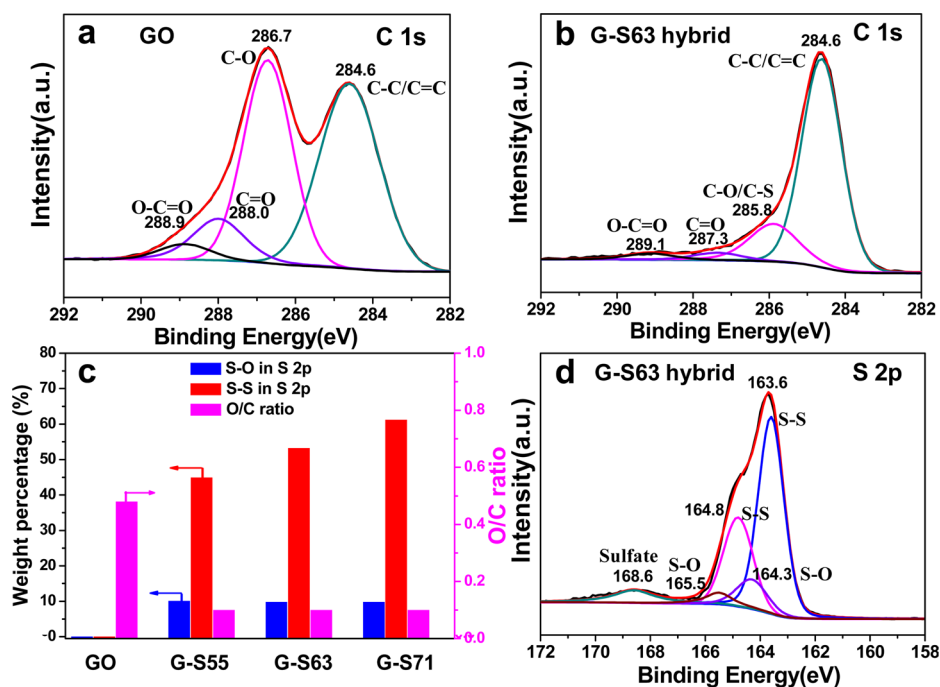 a
GO
286.7
C 1s
C-O
284.6
C-C/C=C
O-C=O
288.9
C=O
288.0
Intensity(a.u.)
292 290 288 286 284 282
Binding Energy(eV)
b
G-S63 hybrid
284.6
C 1s
C-C/C=C
C-O/C-S
285.8
O-C=O
289.1
C=O
287.3
Intensity(a.u.)
292 290 288 286 284 282
Binding Energy(eV)
c
S-O in S 2p
S-S in S 2p
O/C ratio
Weight percentage (%)
80
70
60
50
40
30
20
10
-0
O/C ratio
1.0
0.8
0.6
0.4
0.2
0.0
GO G-S55 G-S63 G-S71
d
G-S63 hybrid
163.6
S 2p
S-S
164.8
S-S
Sulfate
168.6
S-O
165.5
164.3
S-O
Intensity(a.u.)
172 170 168 166 164 162 160 158
Binding Energy(eV)